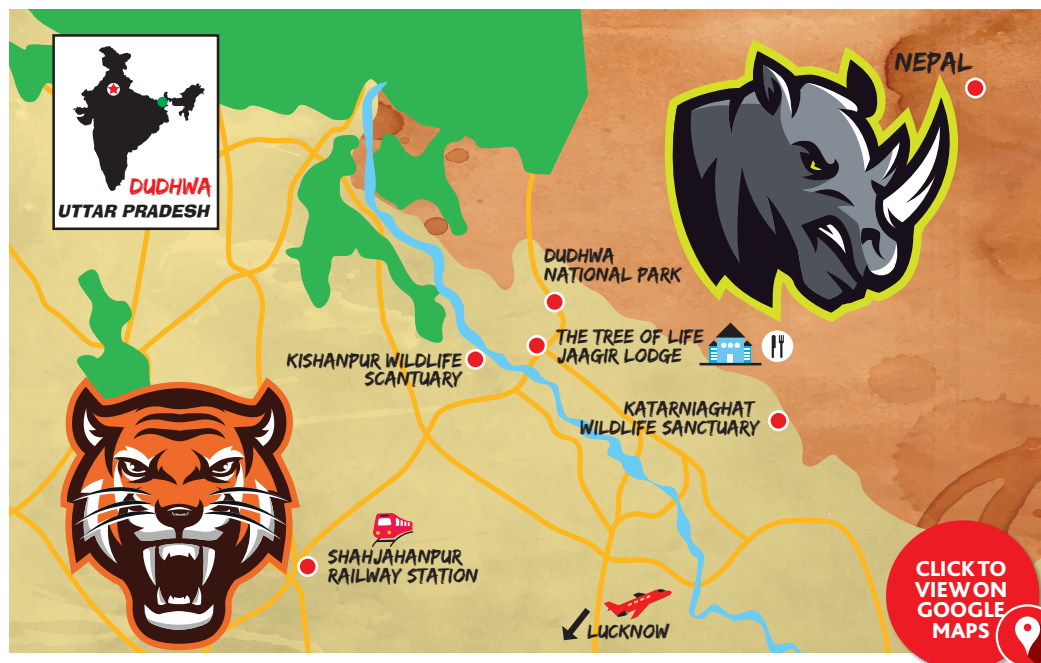 NEPAL
DUDHWA
UTTAR PRADESH
DUDHWA
NATIONAL PARK
THE TREE OF LIFE
JAAGIR LODGE
KISHANPUR WILDLIFE
SCANTUARY
KATARNIAGHAT
WILDLIFE SANCTUARY
SHAHJAHANPUR
RAILWAY STATION
LUCKNOW
CLICK TO
VIEW ON
GOOGLE
MAPS